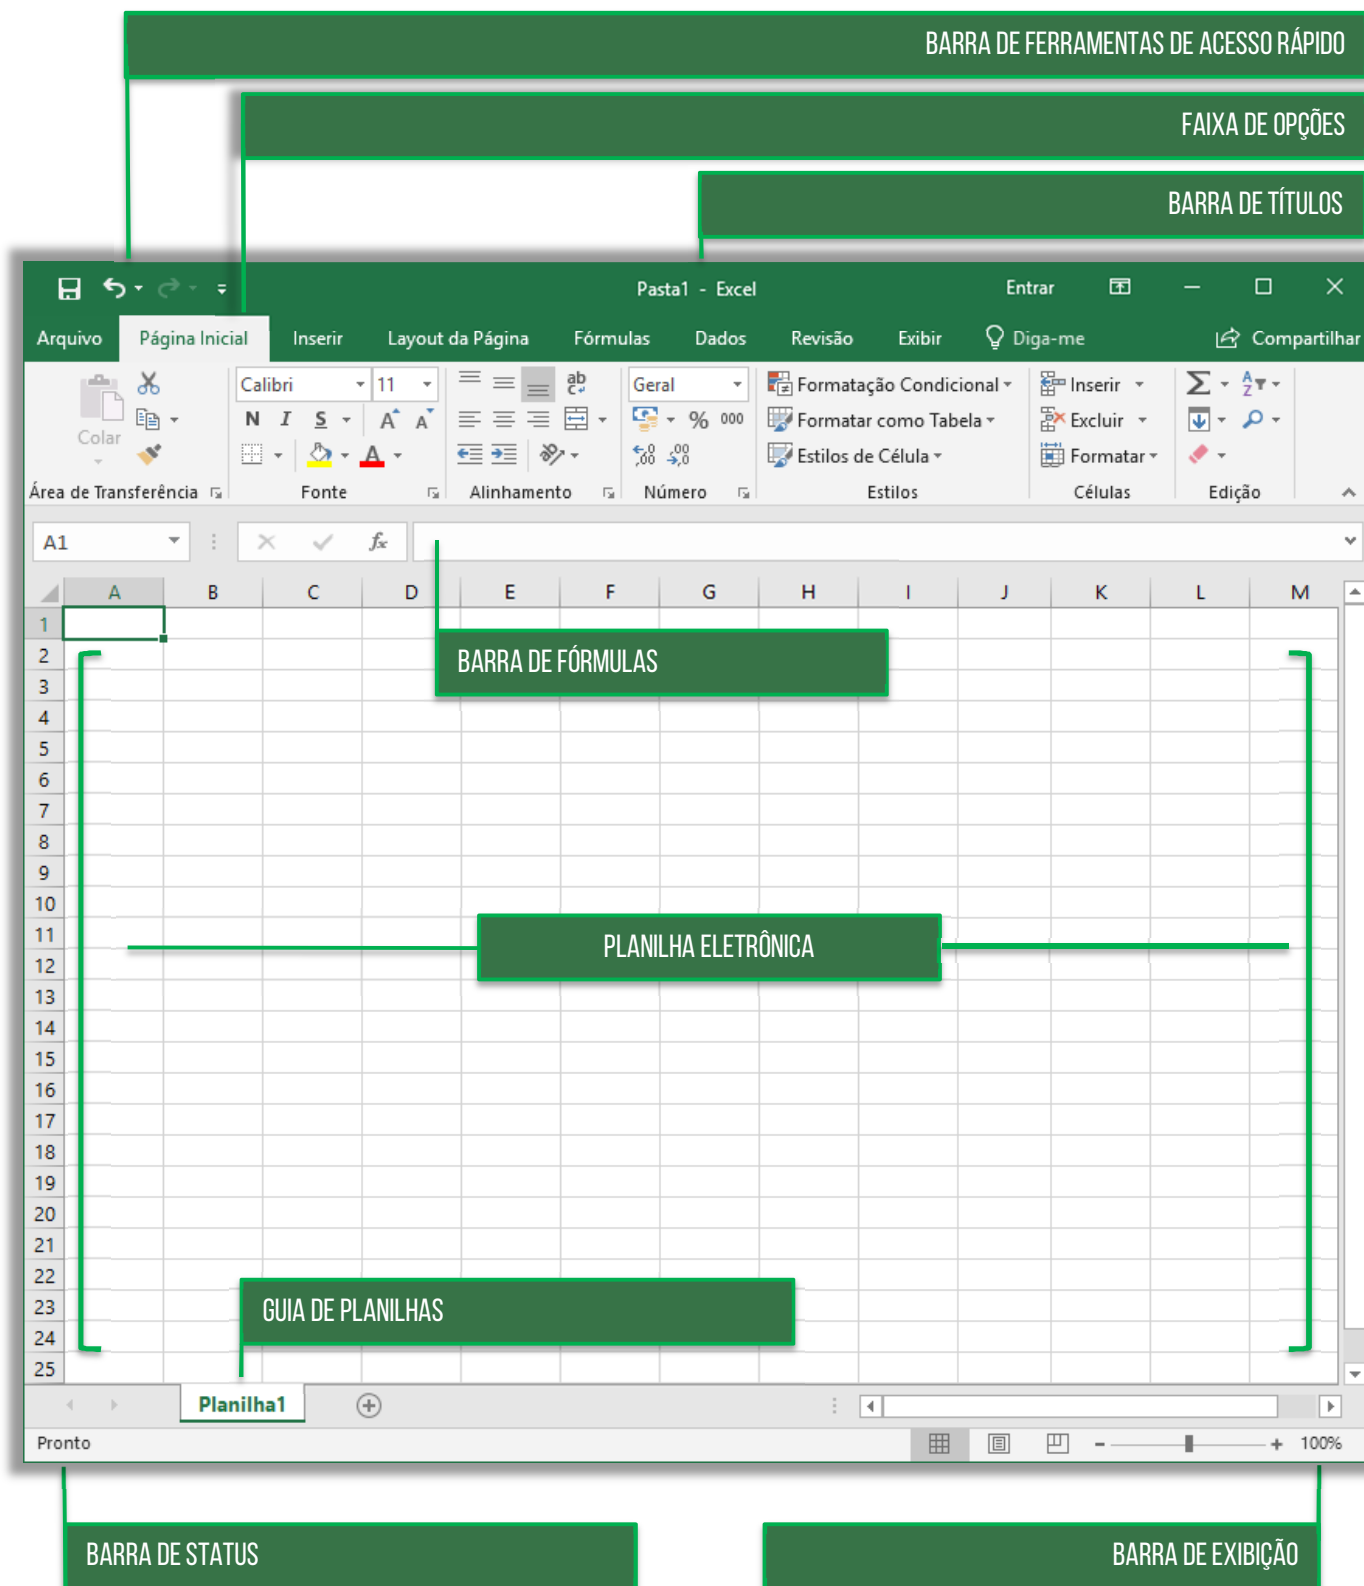 BARRA DE FERRAMENTAS DE ACESSO RÁPIDO
FAIXA DE OPÇÕES
BARRA DE TÍTULOS
Pasta1 - Excel Entrar
Arquivo Página Inicial Inserir Layout da Página Fórmulas Dados Revisão Exibir Diga-me Compartilhar
Calibri 11 ab Geral Formatação Condicional Inserir
N I S A A % 000 Formatar como Tabela Excluir
Colar A ,00 Estilos de Célula Formatar
Área de Transferência Fonte Alinhamento Número Estilos Células Edição
A1 fx
A B C D E F G H I J K L M
1
2
BARRA DE FÓRMULAS
3
4
5
6
7
8
9
10
11
PLANILHA ELETRÔNICA
12
13
14
15
16
17
18
19
20
21
22
23
GUIA DE PLANILHAS
24
25
Planilha1
Pronto 100%
BARRA DE STATUS
BARRA DE EXIBIÇÃO